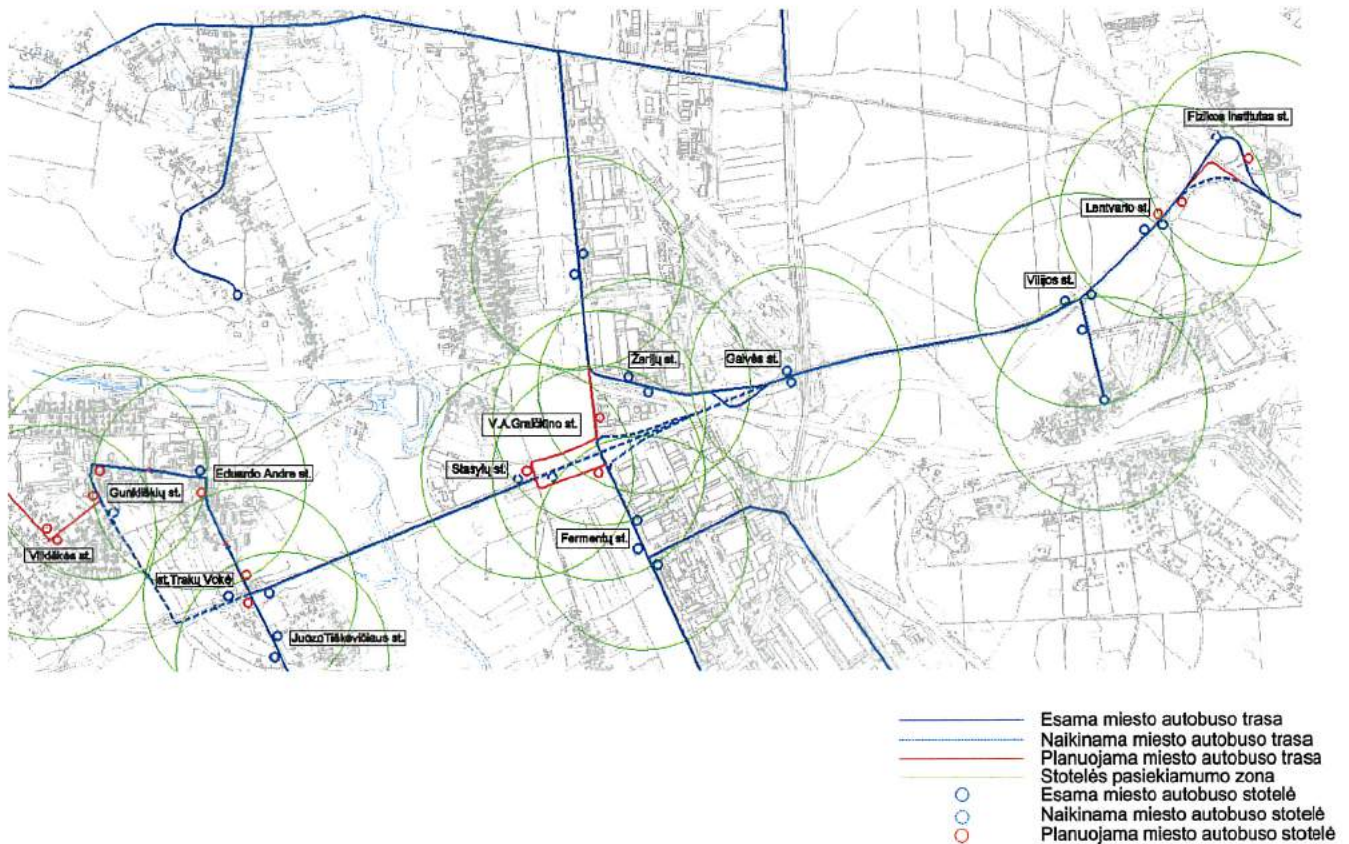 Fizikos institutas st.
Lentvario st.
Vilijos st.
Žarijų st.
Galvės st.
V.A.Graičiūno st.
Stasylų st.
Eduardo Andre st.
Gunkliškių st.
Fermentų st.
Vilkiškės st.
st.Trakų Vokė
Juozo Tiškevičiaus st.
Esama miesto autobuso trasa
Naikinama miesto autobuso trasa
Planuojama miesto autobuso trasa
Stotelės pasiekiamumo zona
Esama miesto autobuso stotelė
Naikinama miesto autobuso stotelė
Planuojama miesto autobuso stotelė